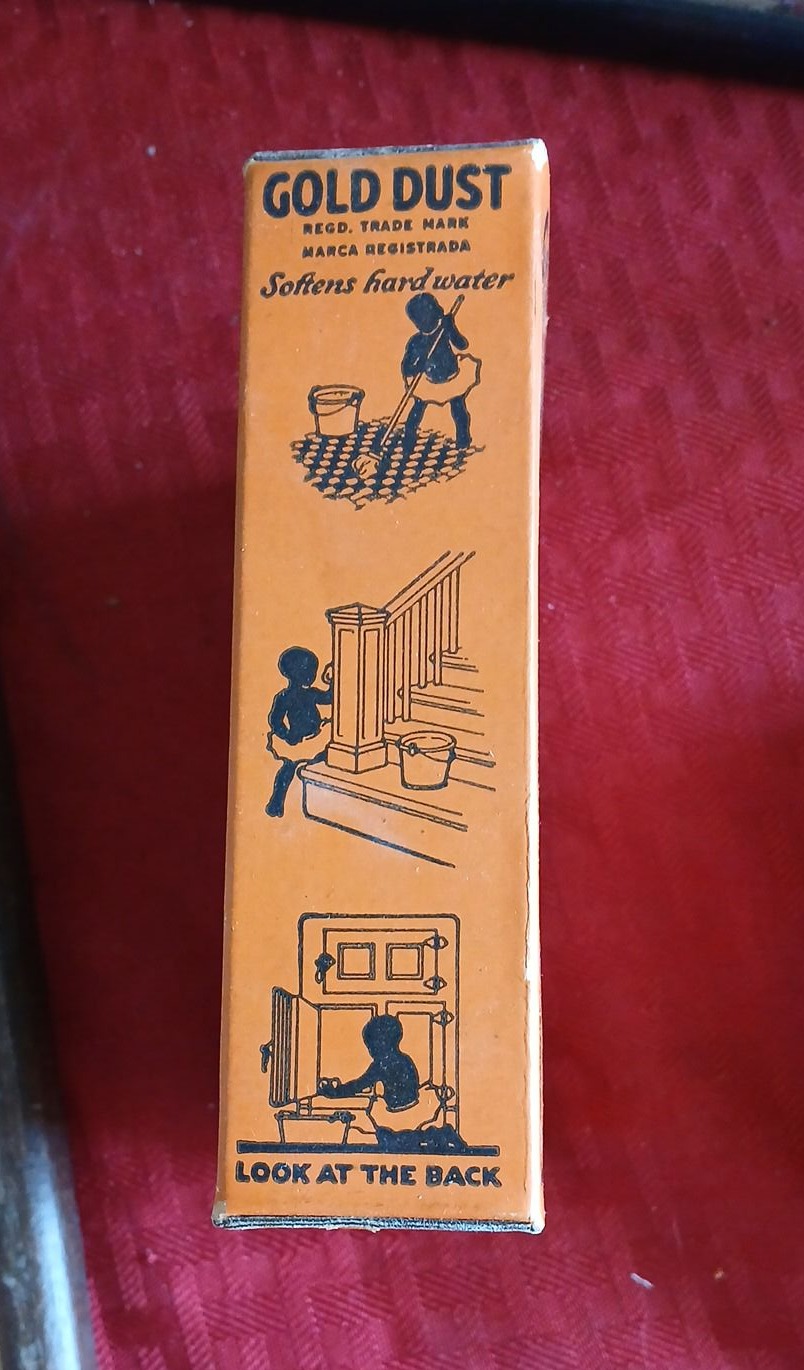 GOLD DUST
REGD. TRADE MARK
MARCA REGISTRADA
Softens hard water
LOOK AT THE BACK